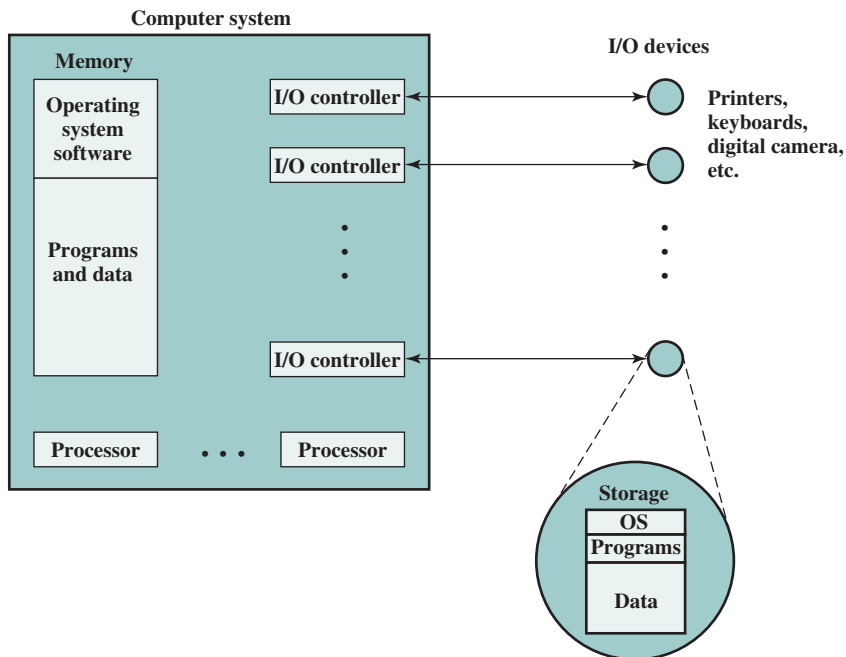 Computer system
Memory
Operating
system
software
Programs
and data
I/O controller
I/O controller
I/O controller
Processor
Processor
I/O devices
Printers,
keyboards,
digital camera,
etc.
Storage
OS
Programs
Data